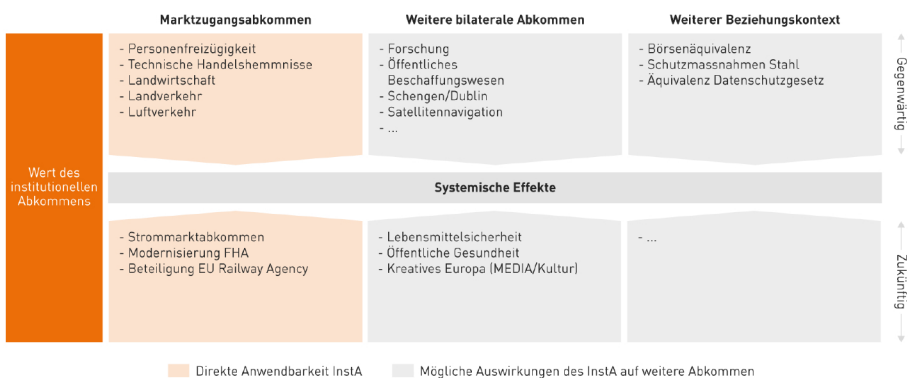 Marktzugangsabkommen
Weitere bilaterale Abkommen
Weiterer Beziehungskontext
Wert des
institutionellen
Abkommens
- Personenfreizügigkeit
- Technische Handelshemmnisse
- Landwirtschaft
- Landverkehr
- Luftverkehr
- Forschung
- Öffentliches
Beschaffungswesen
- Schengen/Dublin
- Satellitennavigation
- ...
- Börsenäquivalenz
- Schutzmassnahmen Stahl
- Äquivalenz Datenschutzgesetz
Gegenwärtig
Systemische Effekte
- Strommarktabkommen
- Modernisierung FHA
- Beteiligung EU Railway Agency
- Lebensmittelsicherheit
- Öffentliche Gesundheit
- Kreatives Europa (MEDIA/Kultur)
- ...
Zukünftig
Direkte Anwendbarkeit InstA
Mögliche Auswirkungen des InstA auf weitere Abkommen